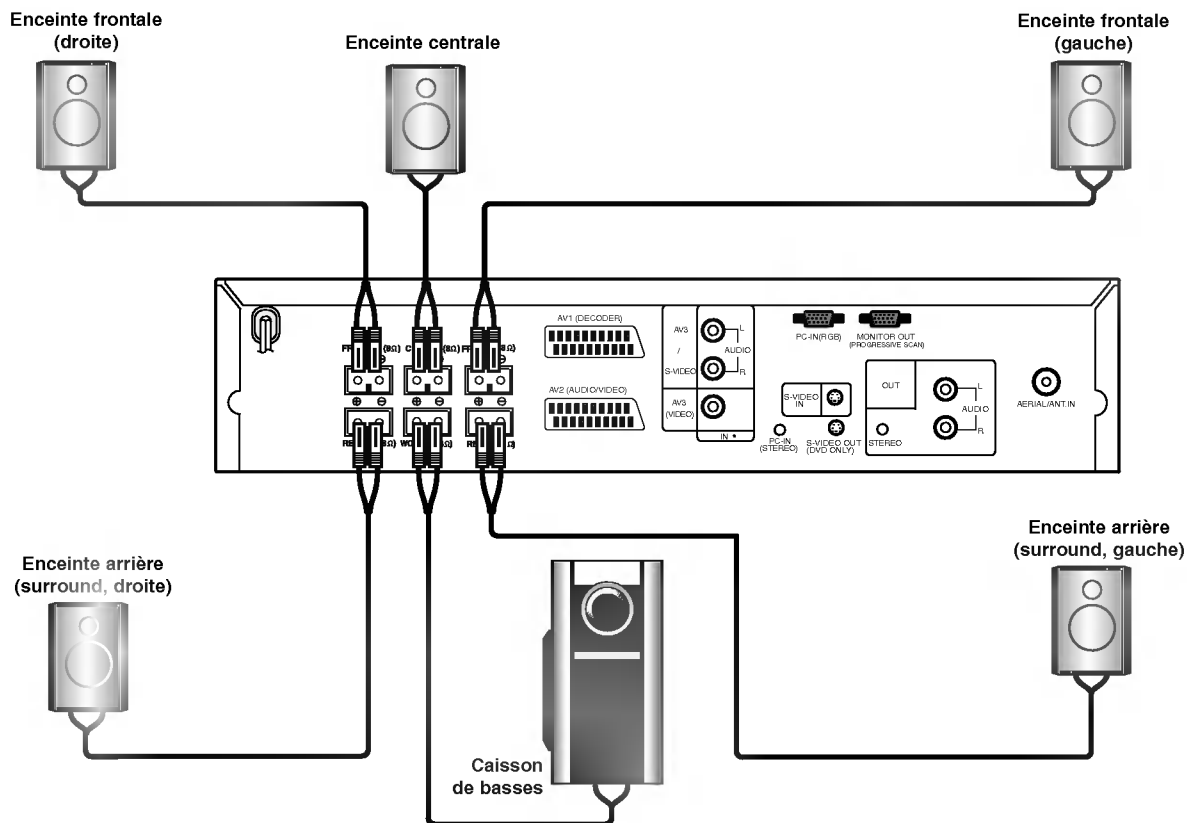 Enceinte frontale
(droite)
Enceinte centrale
Enceinte frontale
(gauche)
AV1 (DECODER)
AV2 (AUDIO/VIDEO)
AV3
/
S-VIDEO
L
AUDIO
R
AV3
(VIDEO)
IN
PC-IN(RGB)
MONITOR OUT
(PROGRESSIVE SCAN)
S-VIDEO
IN
PC-IN
(STEREO)
S-VIDEO OUT
(DVD ONLY)
OUT
STEREO
L
AUDIO
R
AERIAL/ANT.IN
(8Ω)
(8Ω)
Enceinte arrière
(surround, droite)
Enceinte arrière
(surround, gauche)
Caisson
de basses